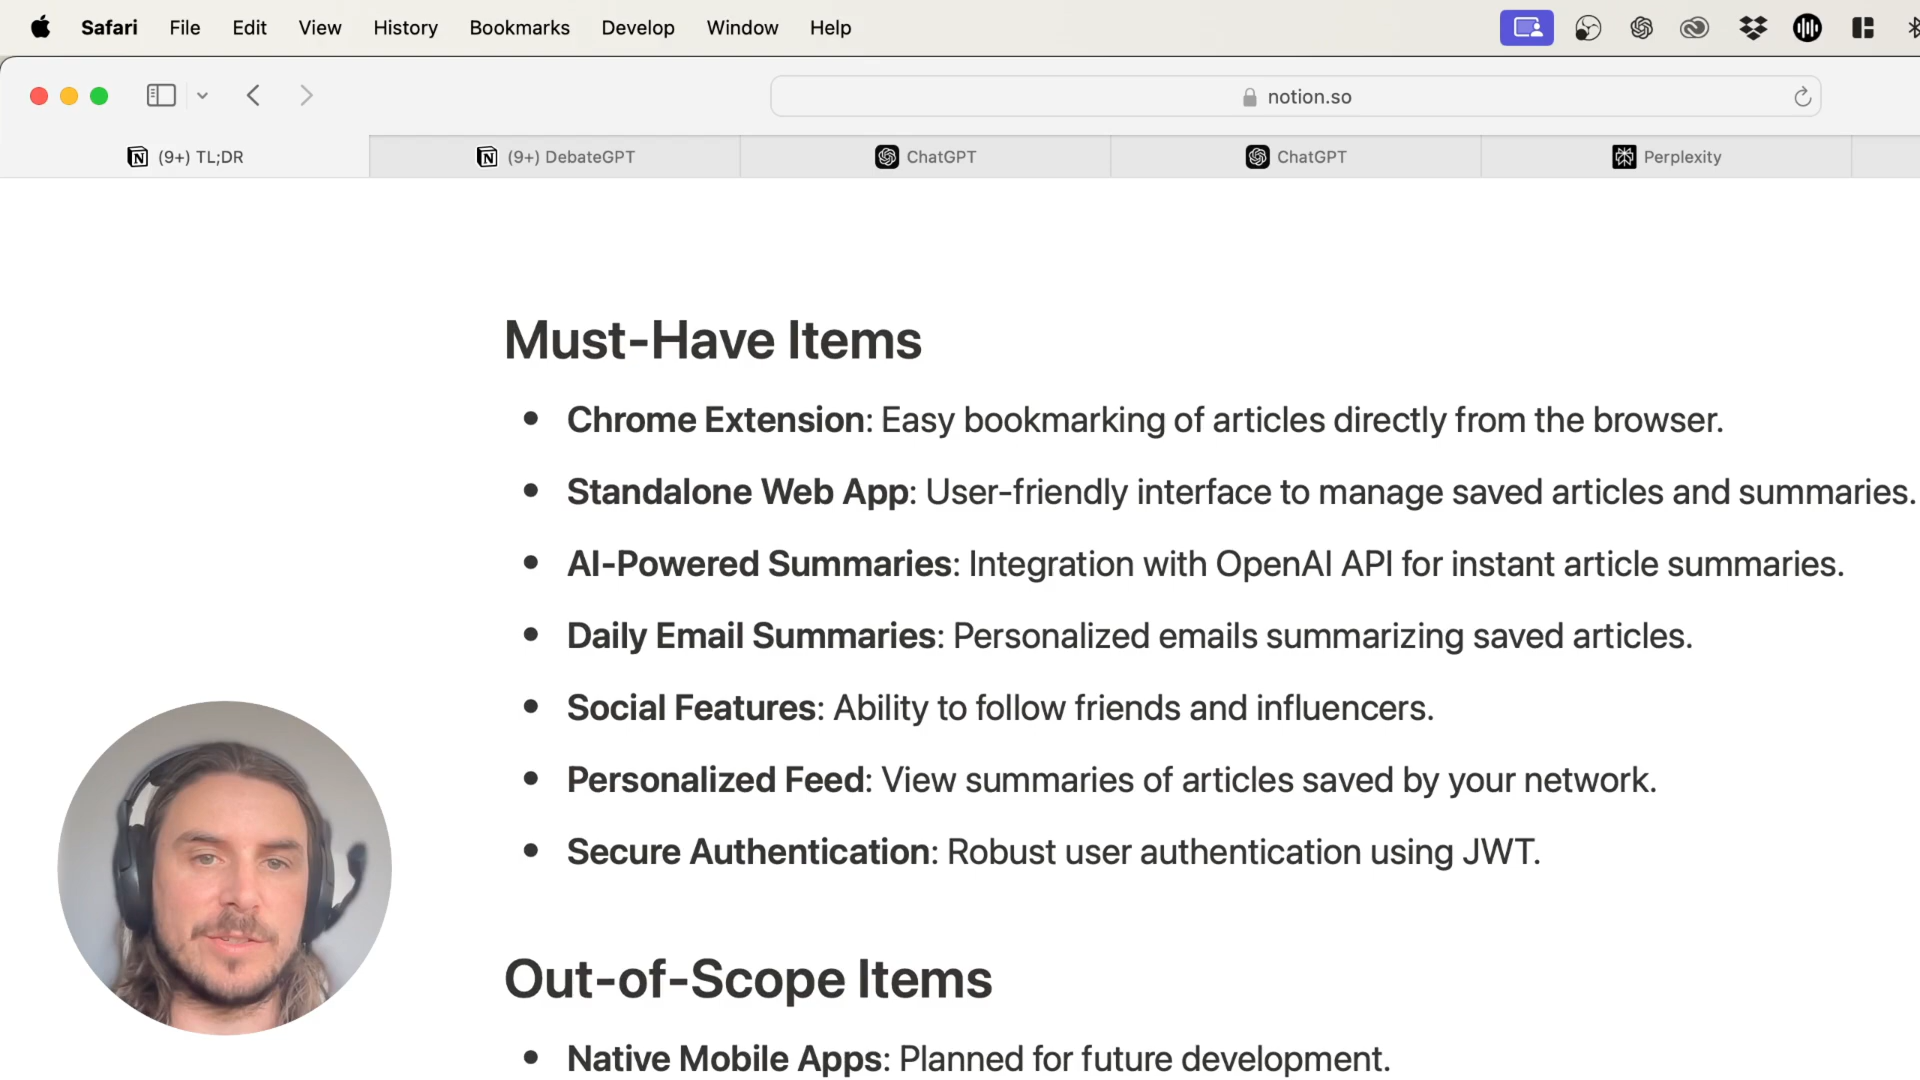 Safari File Edit View History Bookmarks Develop Window Help
notion.so
(9+) TL;DR (9+) DebateGPT ChatGPT ChatGPT Perplexity
Must-Have Items
• Chrome Extension: Easy bookmarking of articles directly from the browser.
• Standalone Web App: User-friendly interface to manage saved articles and summaries.
• AI-Powered Summaries: Integration with OpenAI API for instant article summaries.
• Daily Email Summaries: Personalized emails summarizing saved articles.
• Social Features: Ability to follow friends and influencers.
• Personalized Feed: View summaries of articles saved by your network.
• Secure Authentication: Robust user authentication using JWT.
Out-of-Scope Items
• Native Mobile Apps: Planned for future development.